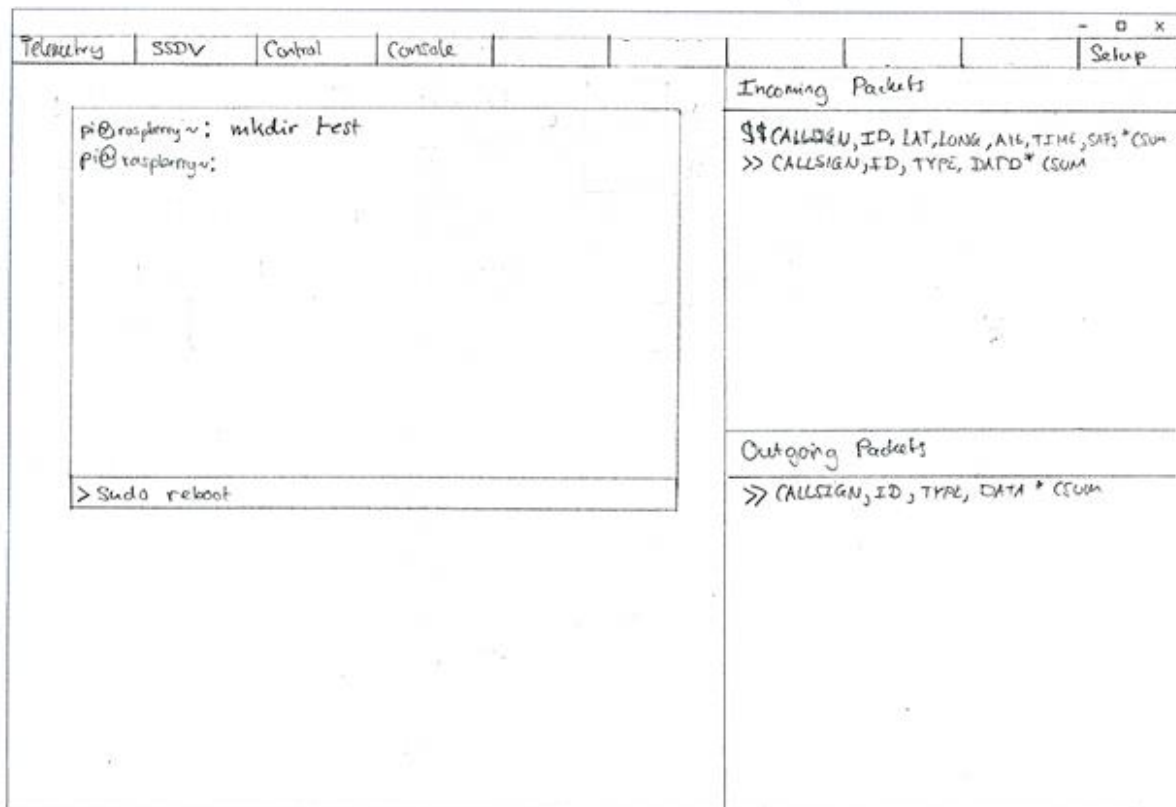 Telemetry SSDV Control Console Setup
pi@raspberry~: mkdir test
pi@raspberry~:
> Sudo reboot
Incoming Packets
$$CALLSIGN, ID, LAT, LONG, Alt, TIME, SATS*CSUM
>> CALLSIGN, ID, TYPE, DATA* CSUM
Outgoing Packets
>> CALLSIGN, ID, TYPE, DATA * CSUM